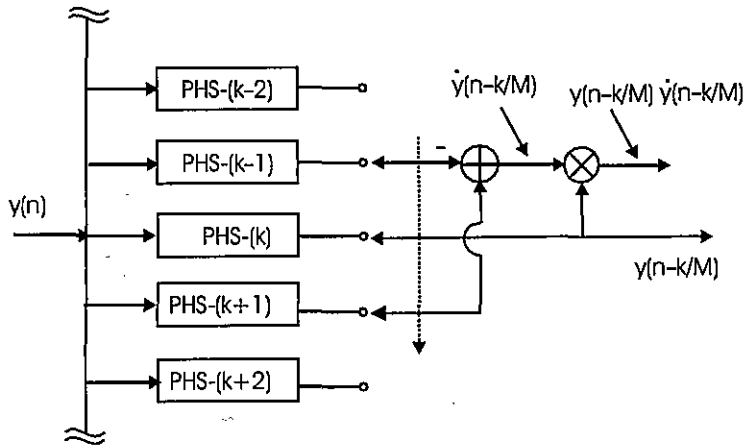 PHS-(k-2)
ẏ(n-k/M)
y(n-k/M) ẏ(n-k/M)
PHS-(k-1)
-
y(n)
PHS-(k)
y(n-k/M)
PHS-(k+1)
PHS-(k+2)